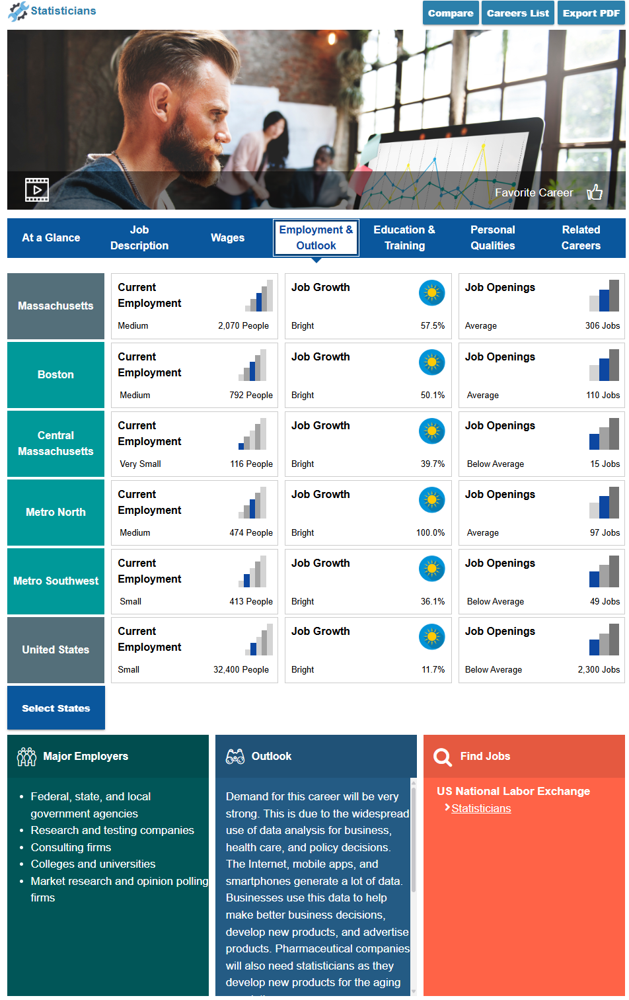 Statisticians
Compare
Careers List
Export PDF
Favorite Career
At a Glance
Job
Description
Wages
Employment &
Outlook
Education &
Training
Personal
Qualities
Related
Careers
Massachusetts
Current
Employment
Medium
2,070 People
Job Growth
Bright
57.5%
Job Openings
Average
306 Jobs
Boston
Current
Employment
Medium
792 People
Job Growth
Bright
50.1%
Job Openings
Average
110 Jobs
Central
Massachusetts
Current
Employment
Very Small
116 People
Job Growth
Bright
39.7%
Job Openings
Below Average
15 Jobs
Metro North
Current
Employment
Medium
474 People
Job Growth
Bright
100.0%
Job Openings
Average
97 Jobs
Metro Southwest
Current
Employment
Small
413 People
Job Growth
Bright
36.1%
Job Openings
Below Average
49 Jobs
United States
Current
Employment
Small
32,400 People
Job Growth
Bright
11.7%
Job Openings
Below Average
2,300 Jobs
Select States
Major Employers
• Federal, state, and local
government agencies
• Research and testing companies
• Consulting firms
• Colleges and universities
• Market research and opinion polling
firms
Outlook
Demand for this career will be very
strong. This is due to the widespread
use of data analysis for business,
health care, and policy decisions.
The Internet, mobile apps, and
smartphones generate a lot of data.
Businesses use this data to help
make better business decisions,
develop new products, and advertise
products. Pharmaceutical companies
will also need statisticians as they
develop new products for the aging
Find Jobs
US National Labor Exchange
Statisticians